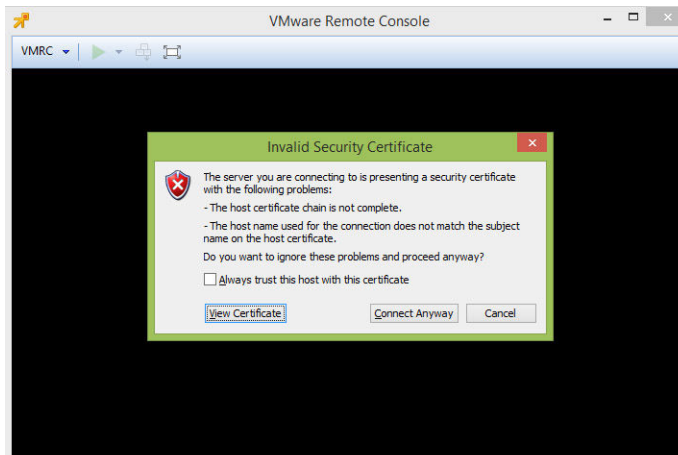 VMware Remote Console
VMRC
Invalid Security Certificate
The server you are connecting to is presenting a security certificate
with the following problems:
- The host certificate chain is not complete.
- The host name used for the connection does not match the subject
name on the host certificate.
Do you want to ignore these problems and proceed anyway?
Always trust this host with this certificate
View Certificate
Connect Anyway
Cancel